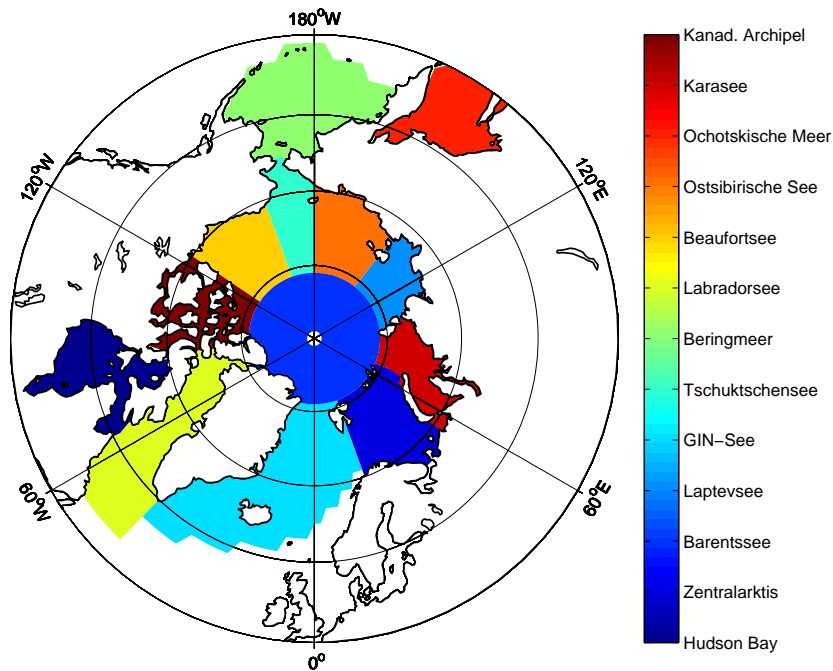 180°W
120°W
120°E
60°W
60°E
0°
Kanad. Archipel
Karasee
Ochotskische Meer
Ostsibirische See
Beaufortsee
Labradorsee
Beringmeer
Tschuktschensee
GIN−See
Laptevsee
Barentssee
Zentralarktis
Hudson Bay